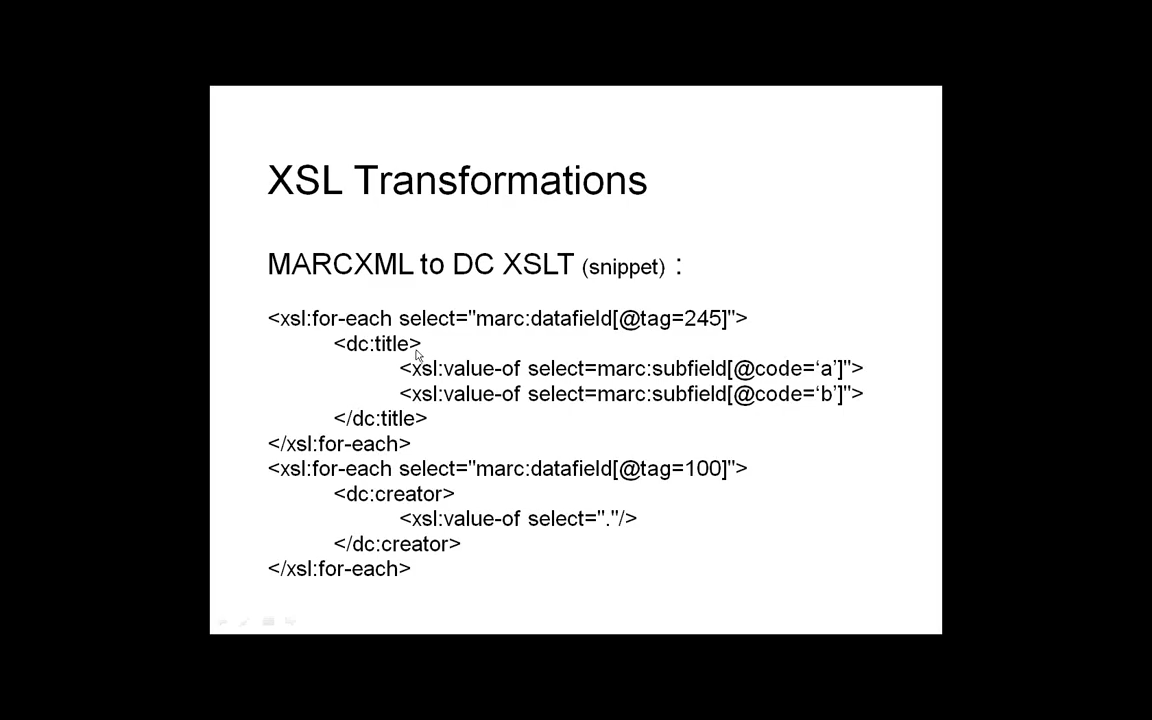 XSL Transformations
MARCXML to DC XSLT (snippet) :
<xsl:for-each select="marc:datafield[@tag=245]">
<dc:title>
<xsl:value-of select=marc:subfield[@code=‘a’]">
<xsl:value-of select=marc:subfield[@code=‘b’]">
</dc:title>
</xsl:for-each>
<xsl:for-each select="marc:datafield[@tag=100]">
<dc:creator>
<xsl:value-of select="."/>
</dc:creator>
</xsl:for-each>